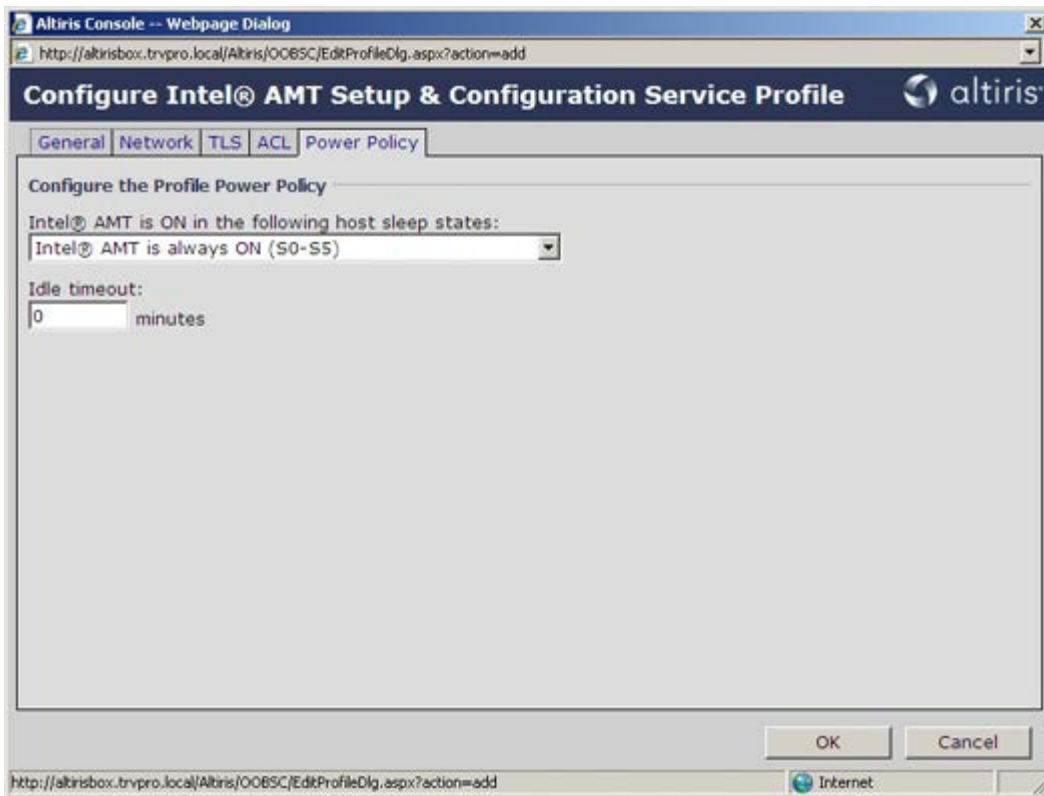 Altiris Console -- Webpage Dialog
http://altirisbox.trvpro.local/Altiris/OOBSC/EditProfileDlg.aspx?action=add
Configure Intel® AMT Setup & Configuration Service Profile
altiris
General Network TLS ACL Power Policy
Configure the Profile Power Policy
Intel® AMT is ON in the following host sleep states:
Intel® AMT is always ON (S0-S5)
Idle timeout:
0 minutes
OK Cancel
http://altirisbox.trvpro.local/Altiris/OOBSC/EditProfileDlg.aspx?action=add Internet